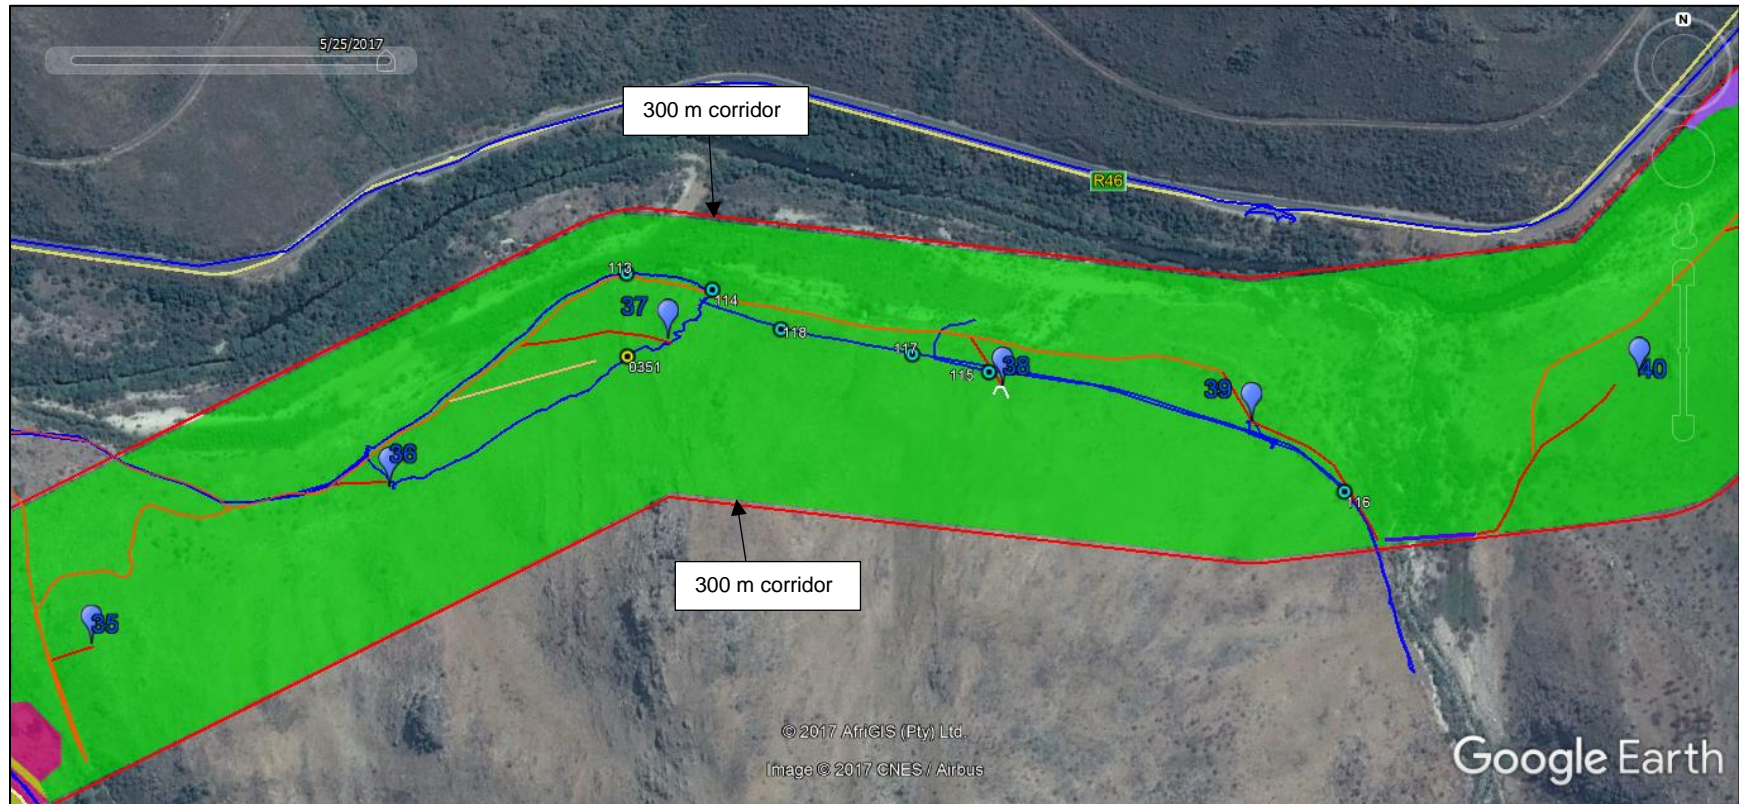 N
5/25/2017
300 m corridor
R46
113
37
114
118
0351
117
115
38
40
39
36
116
300 m corridor
35
© 2017 AfriGIS (Pty) Ltd.
Image © 2017 CNES / Airbus
Google Earth